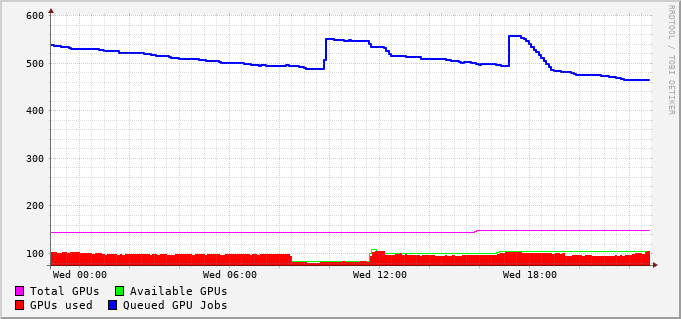 600
500
400
300
200
100
Wed 00:00 Wed 06:00 Wed 12:00 Wed 18:00
Total GPUs Available GPUs
GPUs used Queued GPU Jobs
RRDTOOL / TOBI OETIKER